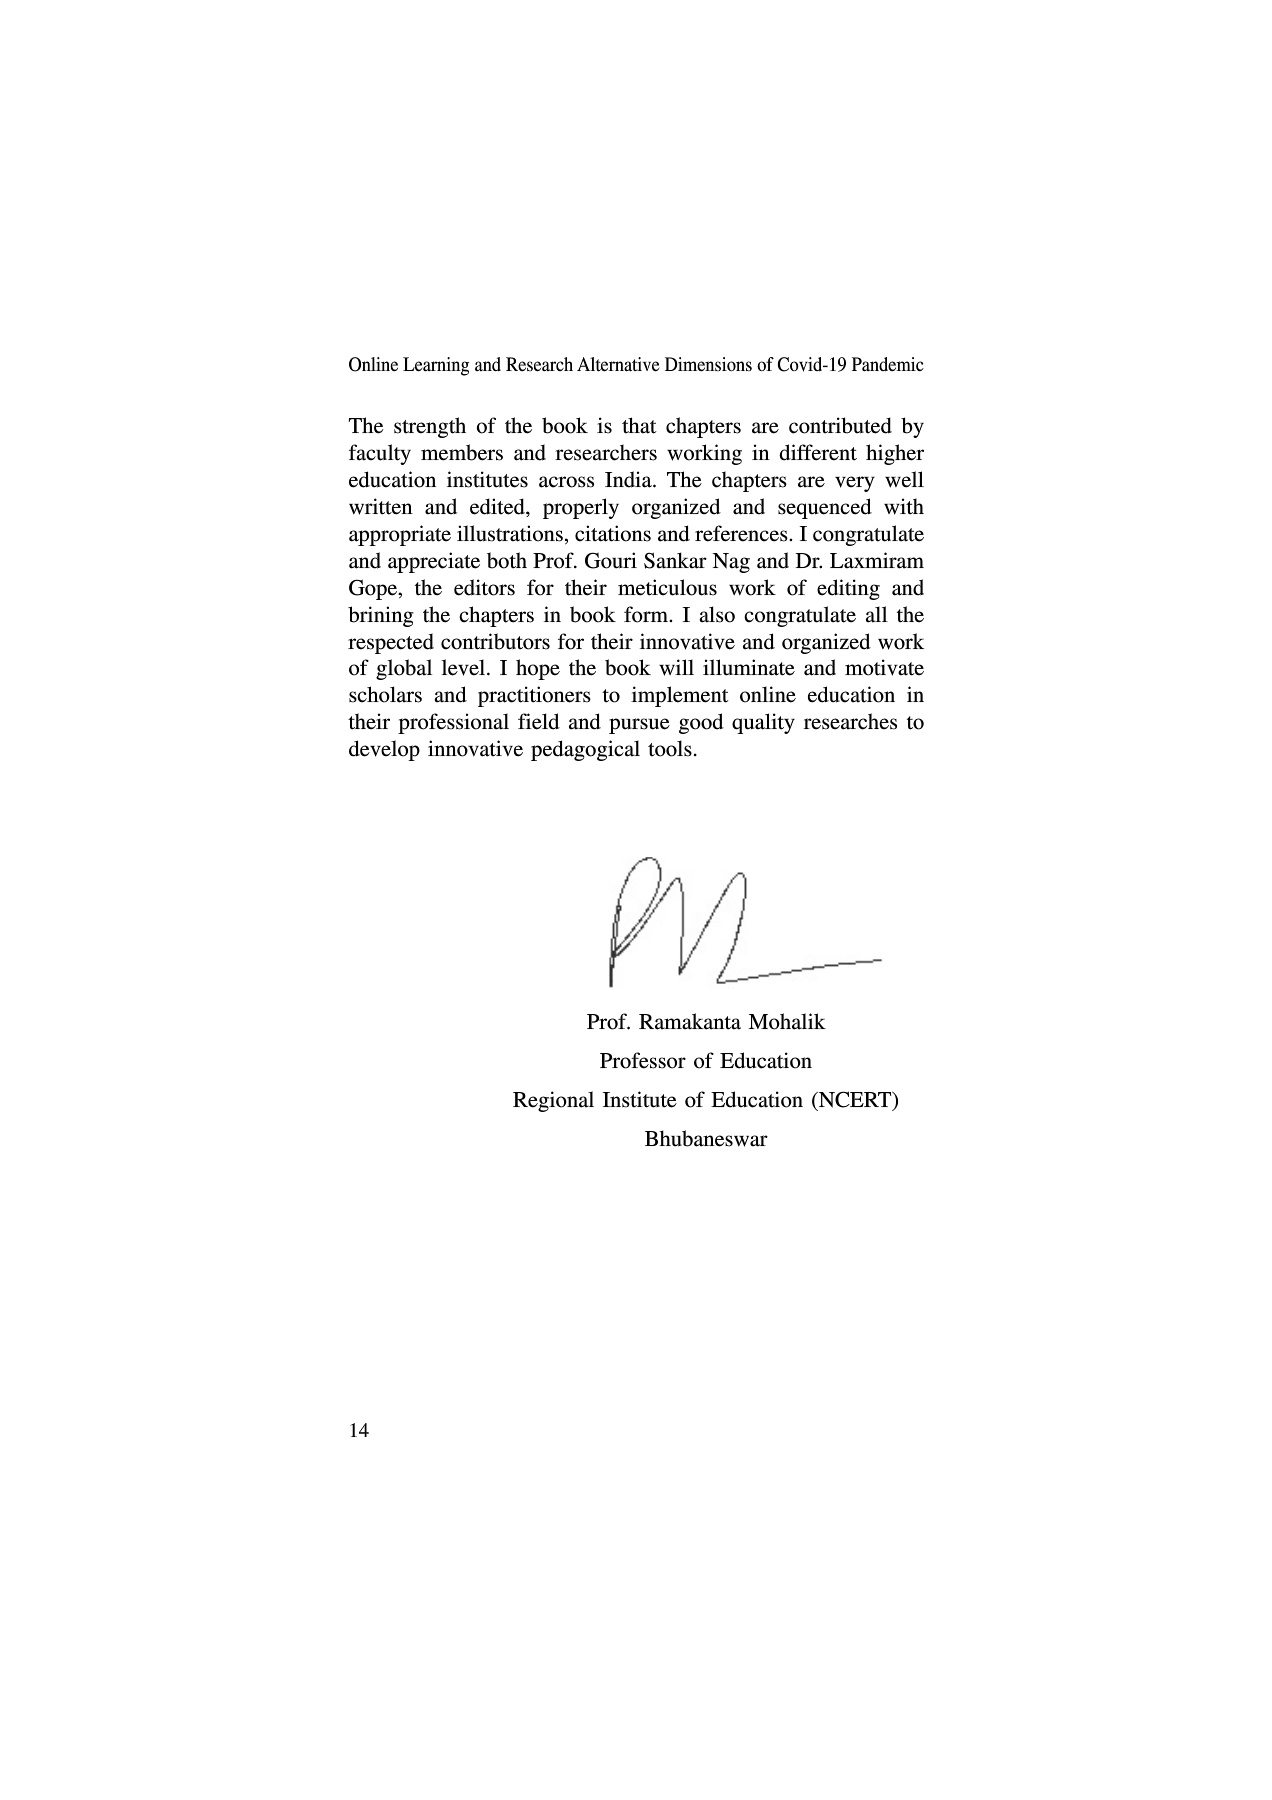 Online Learning and Research Alternative Dimensions of Covid-19 Pandemic
The strength of the book is that chapters are contributed by
faculty members and researchers working in different higher
education institutes across India. The chapters are very well
written and edited, properly organized and sequenced with
appropriate illustrations, citations and references. I congratulate
and appreciate both Prof. Gouri Sankar Nag and Dr. Laxmiram
Gope, the editors for their meticulous work of editing and
brining the chapters in book form. I also congratulate all the
respected contributors for their innovative and organized work
of global level. I hope the book will illuminate and motivate
scholars and practitioners to implement online education in
their professional field and pursue good quality researches to
develop innovative pedagogical tools.
Prof. Ramakanta Mohalik
Professor of Education
Regional Institute of Education (NCERT)
Bhubaneswar
14